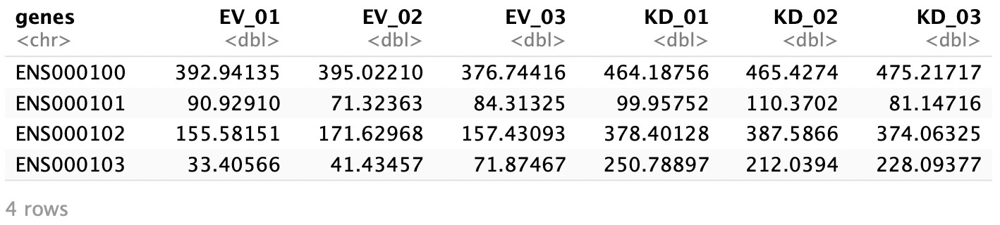 genes EV_01 EV_02 EV_03 KD_01 KD_02 KD_03
<chr> <dbl> <dbl> <dbl> <dbl> <dbl> <dbl>
ENS000100 392.94135 395.02210 376.74416 464.18756 465.4274 475.21717
ENS000101 90.92910 71.32363 84.31325 99.95752 110.3702 81.14716
ENS000102 155.58151 171.62968 157.43093 378.40128 387.5866 374.06325
ENS000103 33.40566 41.43457 71.87467 250.78897 212.0394 228.09377
4 rows